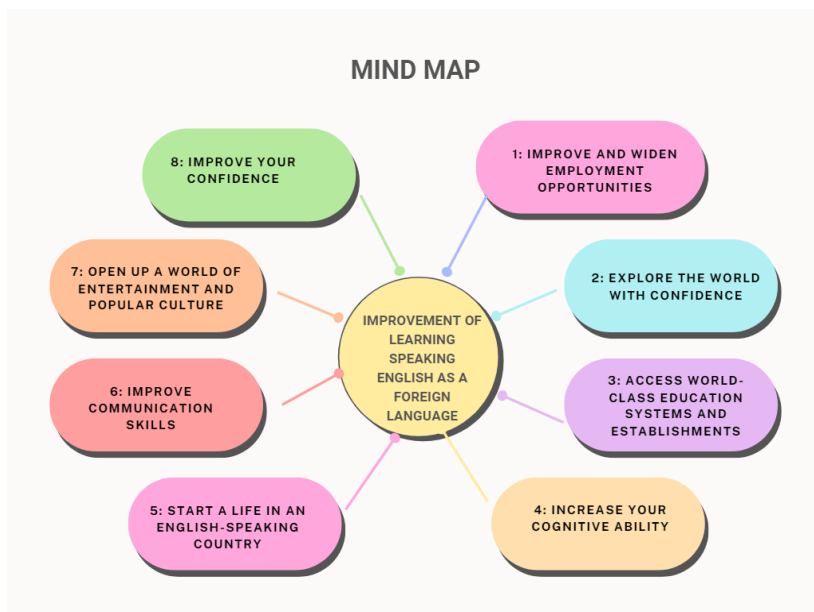 MIND MAP
1: IMPROVE AND WIDEN
EMPLOYMENT
OPPORTUNITIES
2: EXPLORE THE WORLD
WITH CONFIDENCE
3: ACCESS WORLD-
CLASS EDUCATION
SYSTEMS AND
ESTABLISHMENTS
4: INCREASE YOUR
COGNITIVE ABILITY
5: START A LIFE IN AN
ENGLISH-SPEAKING
COUNTRY
6: IMPROVE
COMMUNICATION
SKILLS
7: OPEN UP A WORLD OF
ENTERTAINMENT AND
POPULAR CULTURE
8: IMPROVE YOUR
CONFIDENCE
IMPROVEMENT OF
LEARNING
SPEAKING
ENGLISH AS A
FOREIGN
LANGUAGE